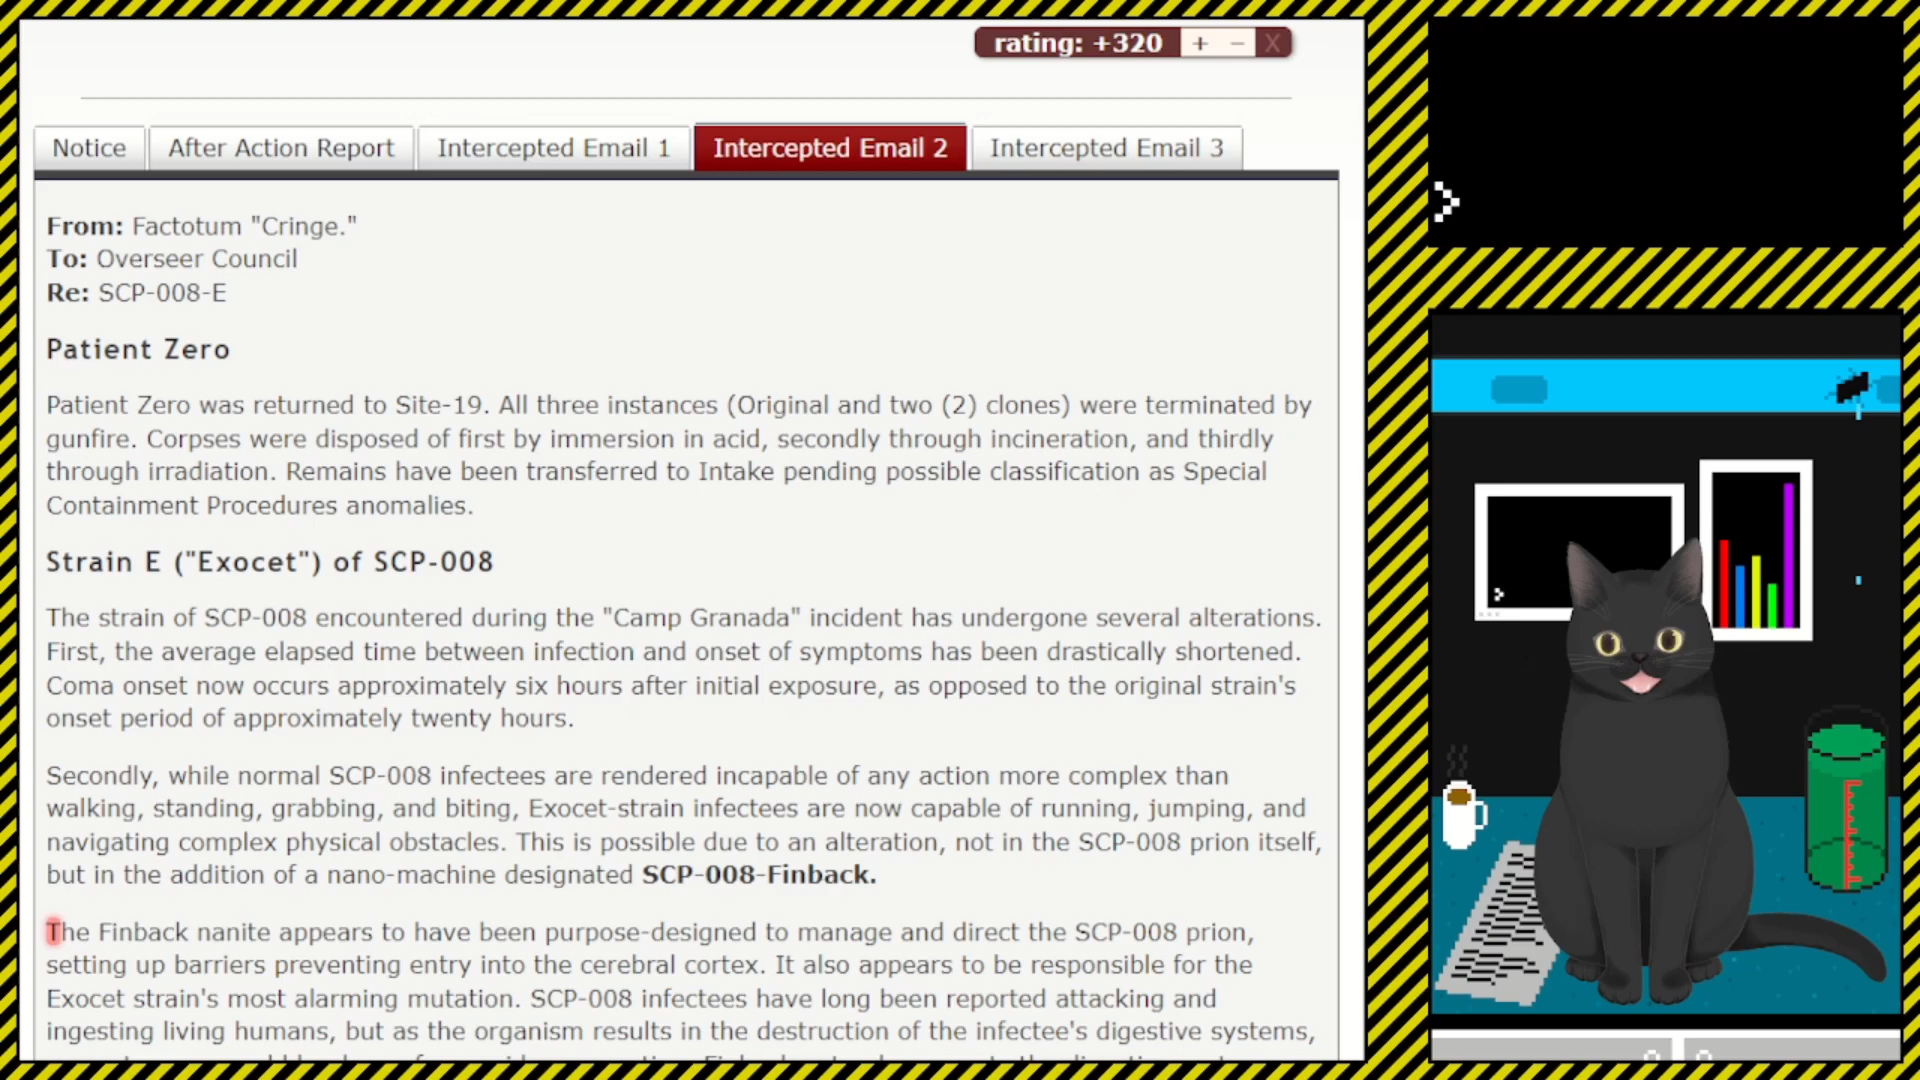 rating: +320 + − X
Notice After Action Report Intercepted Email 1 Intercepted Email 2 Intercepted Email 3
From: Factotum "Cringe."
To: Overseer Council
Re: SCP-008-E
Patient Zero
Patient Zero was returned to Site-19. All three instances (Original and two (2) clones) were terminated by
gunfire. Corpses were disposed of first by immersion in acid, secondly through incineration, and thirdly
through irradiation. Remains have been transferred to Intake pending possible classification as Special
Containment Procedures anomalies.
Strain E ("Exocet") of SCP-008
The strain of SCP-008 encountered during the "Camp Granada" incident has undergone several alterations.
First, the average elapsed time between infection and onset of symptoms has been drastically shortened.
Coma onset now occurs approximately six hours after initial exposure, as opposed to the original strain's
onset period of approximately twenty hours.
Secondly, while normal SCP-008 infectees are rendered incapable of any action more complex than
walking, standing, grabbing, and biting, Exocet-strain infectees are now capable of running, jumping, and
navigating complex physical obstacles. This is possible due to an alteration, not in the SCP-008 prion itself,
but in the addition of a nano-machine designated SCP-008-Finback.
The Finback nanite appears to have been purpose-designed to manage and direct the SCP-008 prion,
setting up barriers preventing entry into the cerebral cortex. It also appears to be responsible for the
Exocet strain's most alarming mutation. SCP-008 infectees have long been reported attacking and
ingesting living humans, but as the organism results in the destruction of the infectee's digestive systems,